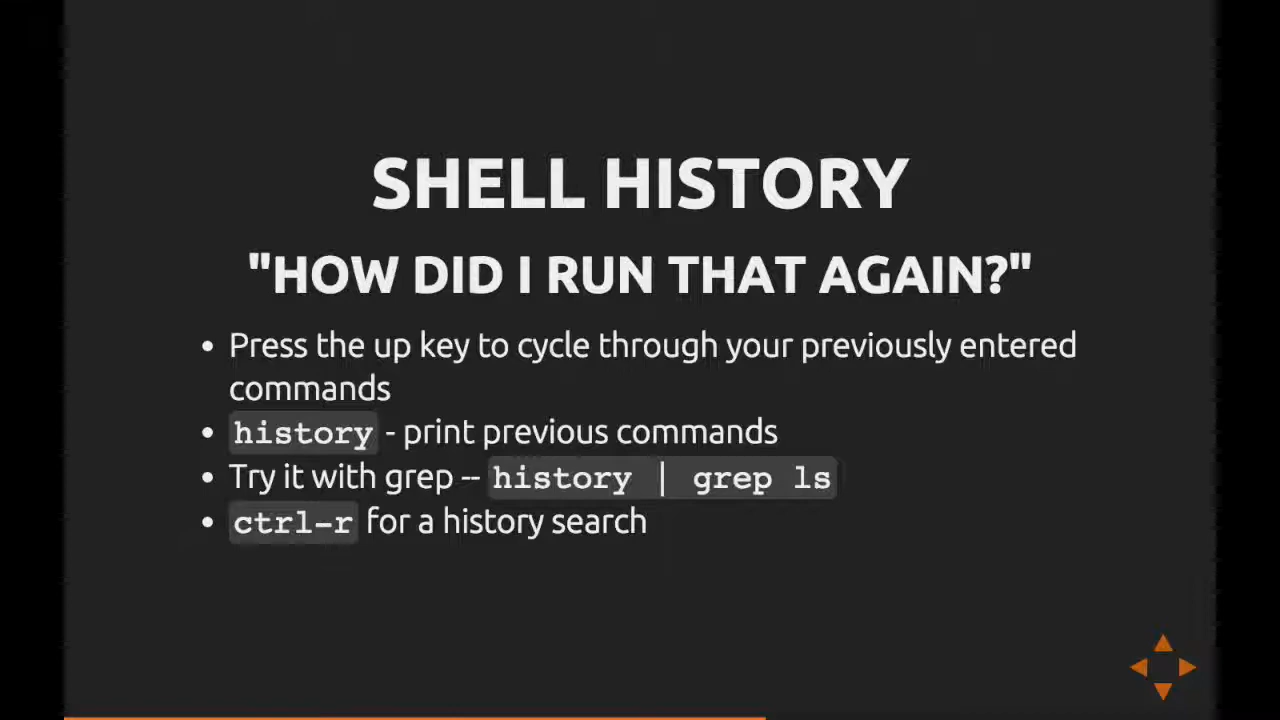 SHELL HISTORY
"HOW DID I RUN THAT AGAIN?"
• Press the up key to cycle through your previously entered
commands
• history - print previous commands
• Try it with grep -- history | grep ls
• ctrl-r for a history search